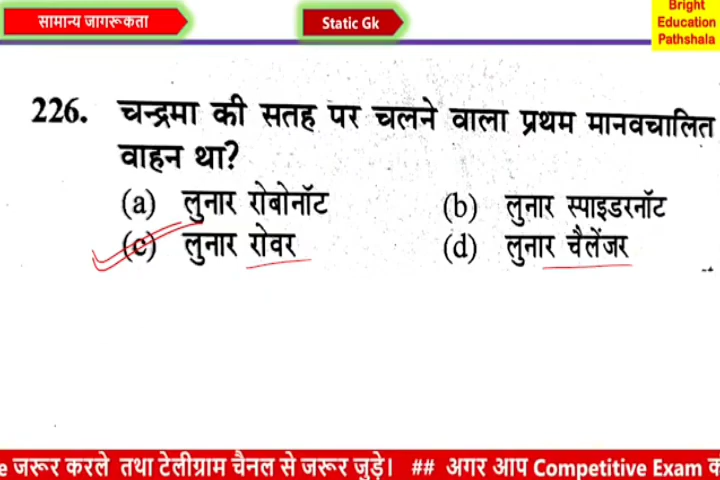 सामान्य जागरूकता
Static Gk
Bright
Education
Pathshala
226. चन्द्रमा की सतह पर चलने वाला प्रथम मानवचालित
वाहन था?
(a) लुनार रोबोनॉट (b) लुनार स्पाइडरनॉट
(c) लुनार रोवर (d) लुनार चैलेंजर
e जरूर करले तथा टेलीग्राम चैनल से जरूर जुड़े। ## अगर आप Competitive Exam क